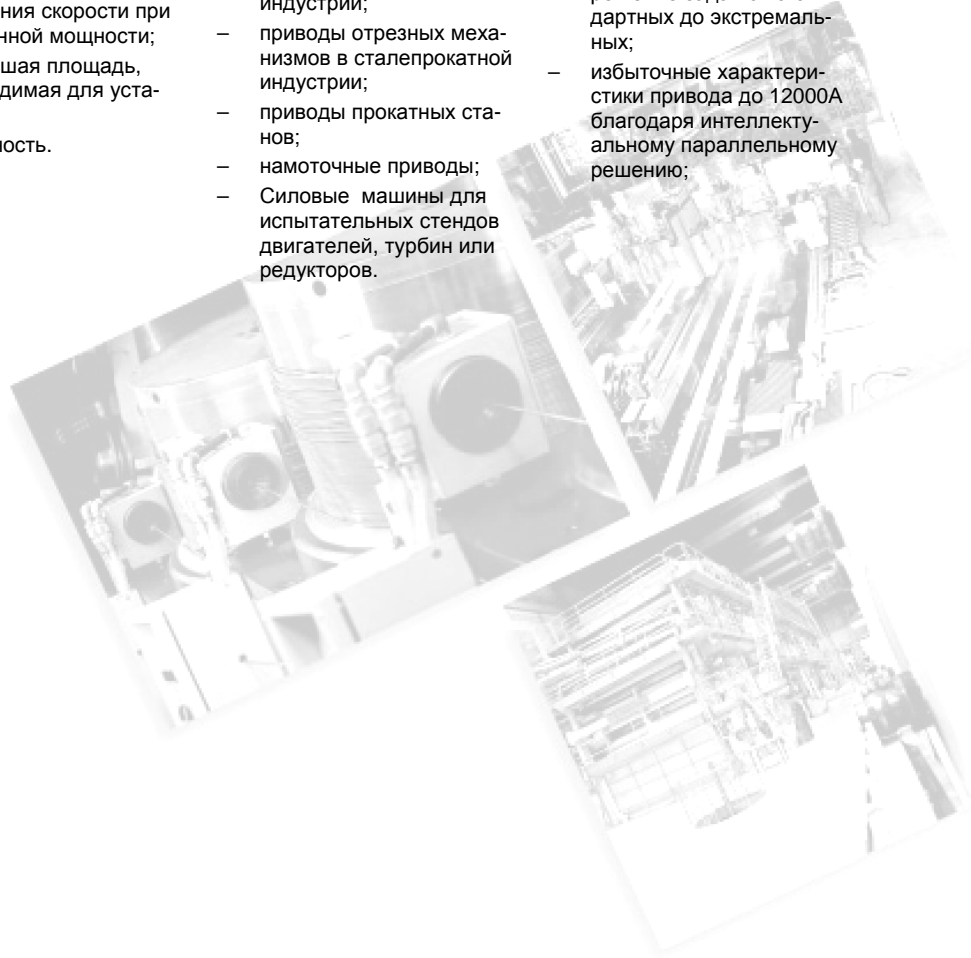 ния скорости при
нной мощности;
шая площадь,
димая для уста-
ность.
индустрии;
– приводы отрезных меха-
низмов в сталепрокатной
индустрии;
– приводы прокатных ста-
нов;
– намоточные приводы;
– Силовые машины для
испытательных стендов
двигателей, турбин или
редукторов.
дартных до экстремаль-
ных;
– избыточные характери-
стики привода до 12000А
благодаря интеллекту-
альному параллельному
решению;